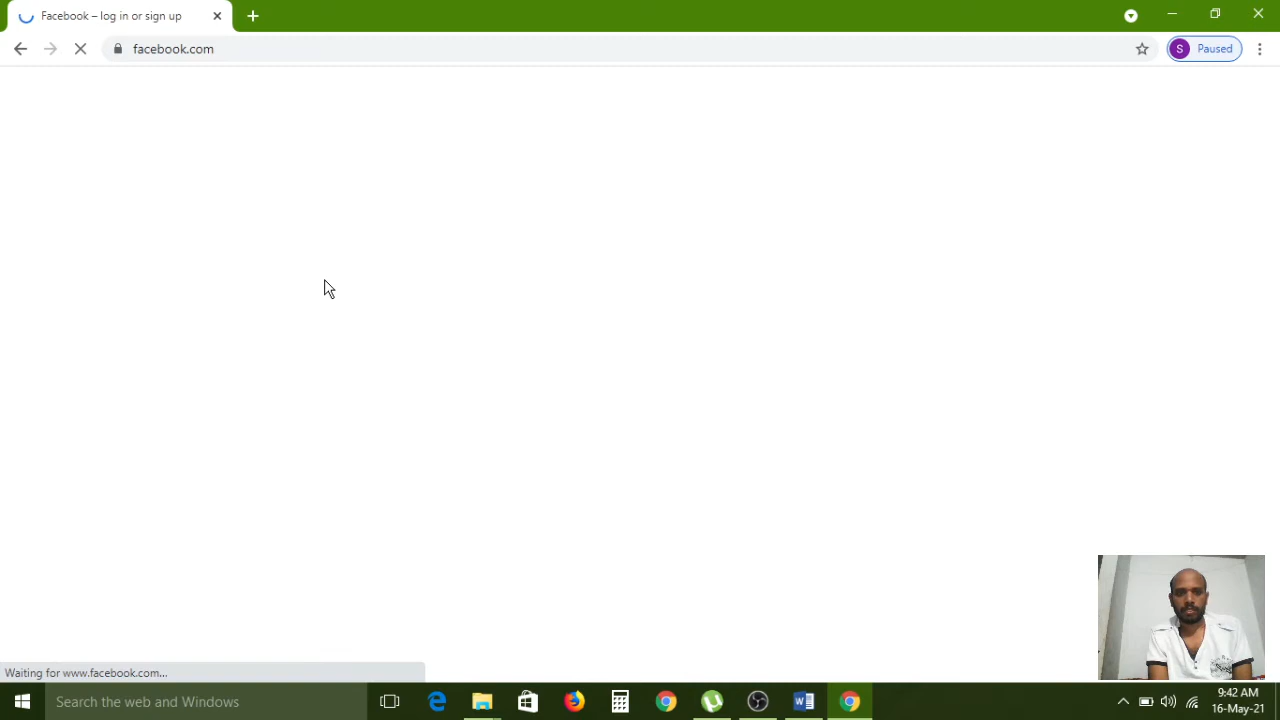 Facebook – log in or sign up
facebook.com
S Paused
Waiting for www.facebook.com...
Search the web and Windows
9:42 AM
16-May-21